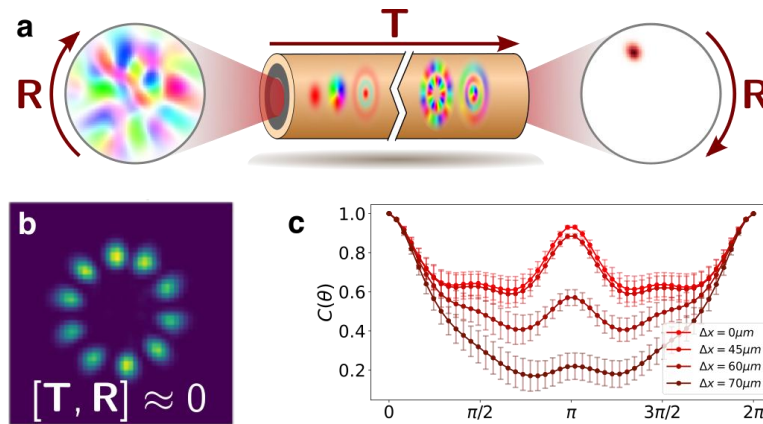 a
T
R
R
b
[T, R] ≈ 0
c
C(θ)
1.0
0.8
0.6
0.4
0.2
Δx = 0μm
Δx = 45μm
Δx = 60μm
Δx = 70μm
0 π/2 π 3π/2 2π